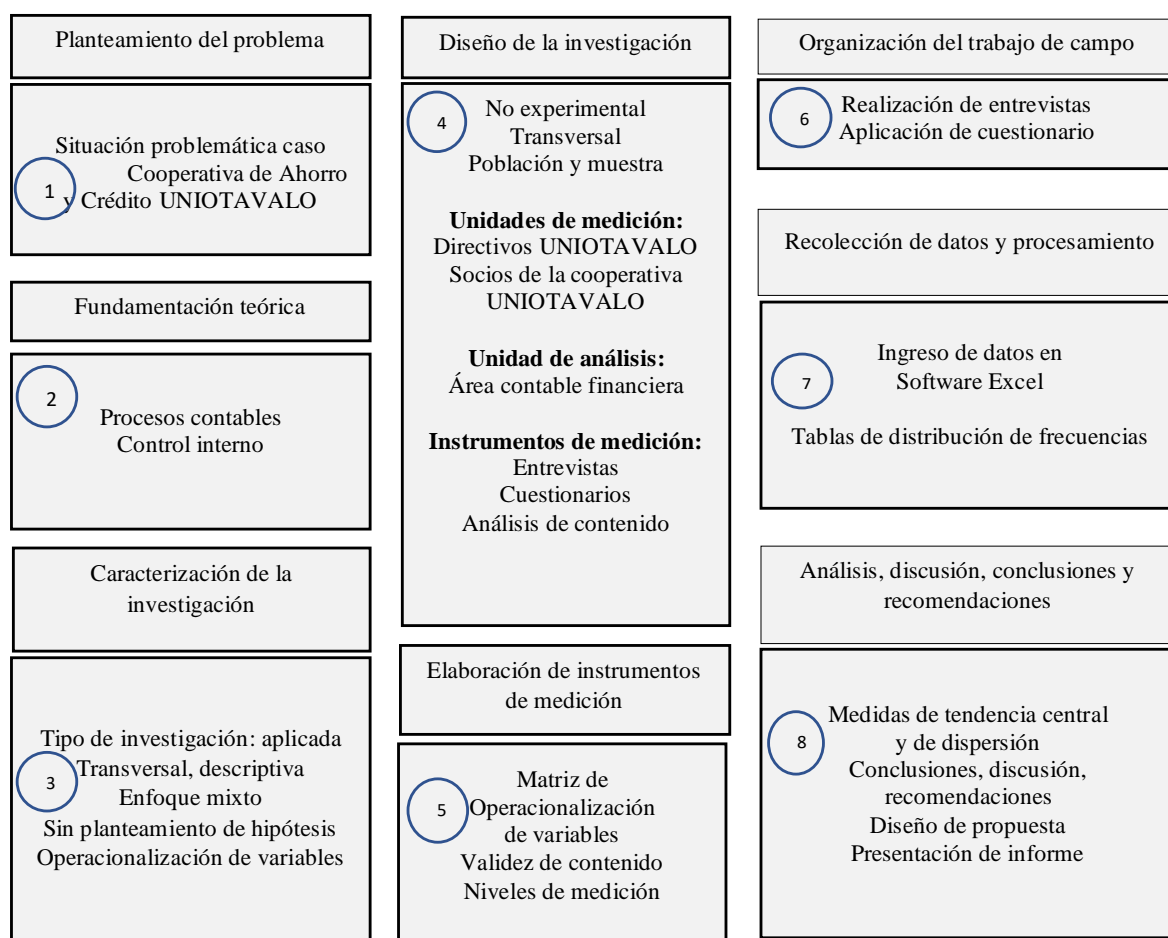 Planteamiento del problema
Situación problemática caso
Cooperativa de Ahorro
1
y Crédito UNIOTAVALO
Fundamentación teórica
2
Procesos contables
Control interno
Caracterización de la
investigación
Tipo de investigación: aplicada
Transversal, descriptiva
3
Enfoque mixto
Sin planteamiento de hipótesis
Operacionalización de variables
Diseño de la investigación
4
No experimental
Transversal
Población y muestra
Unidades de medición:
Directivos UNIOTAVALO
Socios de la cooperativa
UNIOTAVALO
Unidad de análisis:
Área contable financiera
Instrumentos de medición:
Entrevistas
Cuestionarios
Análisis de contenido
Elaboración de instrumentos
de medición
5
Matriz de
Operacionalización
de variables
Validez de contenido
Niveles de medición
Organización del trabajo de campo
6
Realización de entrevistas
Aplicación de cuestionario
Recolección de datos y procesamiento
7
Ingreso de datos en
Software Excel
Tablas de distribución de frecuencias
Análisis, discusión, conclusiones y
recomendaciones
8
Medidas de tendencia central
y de dispersión
Conclusiones, discusión,
recomendaciones
Diseño de propuesta
Presentación de informe